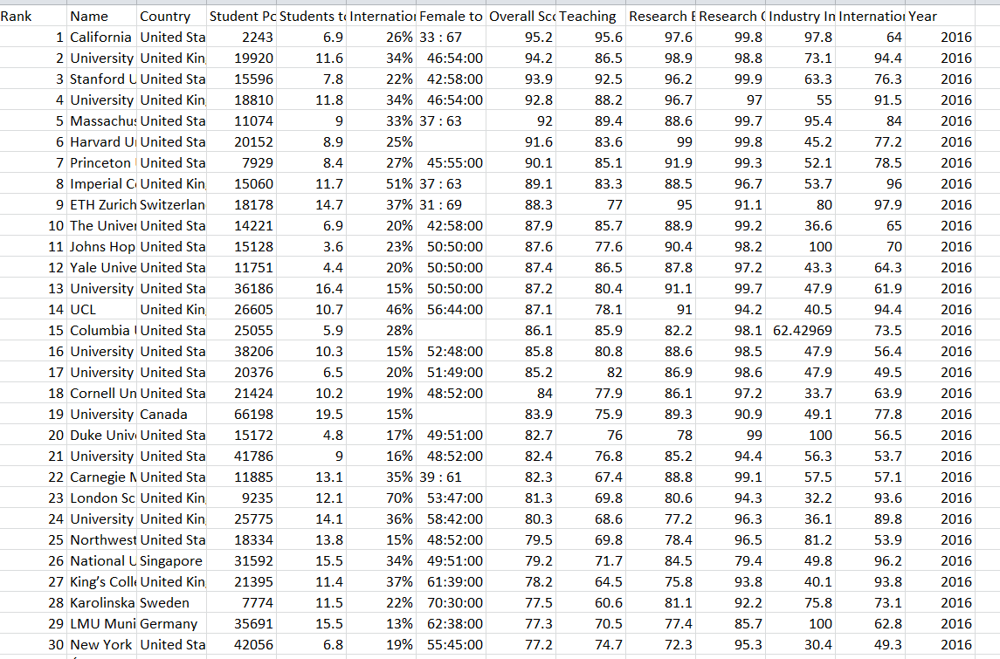 Rank Name Country Student Po Students to Internation Female to Overall Sco Teaching Research E Research Q Industry In Internation Year
1 California United Sta 2243 6.9 26% 33 : 67 95.2 95.6 97.6 99.8 97.8 64 2016
2 University United Kin 19920 11.6 34% 46:54:00 94.2 86.5 98.9 98.8 73.1 94.4 2016
3 Stanford U United Sta 15596 7.8 22% 42:58:00 93.9 92.5 96.2 99.9 63.3 76.3 2016
4 University United Kin 18810 11.8 34% 46:54:00 92.8 88.2 96.7 97 55 91.5 2016
5 Massachus United Sta 11074 9 33% 37 : 63 92 89.4 88.6 99.7 95.4 84 2016
6 Harvard U United Sta 20152 8.9 25% 91.6 83.6 99 99.8 45.2 77.2 2016
7 Princeton United Sta 7929 8.4 27% 45:55:00 90.1 85.1 91.9 99.3 52.1 78.5 2016
8 Imperial C United Kin 15060 11.7 51% 37 : 63 89.1 83.3 88.5 96.7 53.7 96 2016
9 ETH Zurich Switzerlan 18178 14.7 37% 31 : 69 88.3 77 95 91.1 80 97.9 2016
10 The Univer United Sta 14221 6.9 20% 42:58:00 87.9 85.7 88.9 99.2 36.6 65 2016
11 Johns Hop United Sta 15128 3.6 23% 50:50:00 87.6 77.6 90.4 98.2 100 70 2016
12 Yale Unive United Sta 11751 4.4 20% 50:50:00 87.4 86.5 87.8 97.2 43.3 64.3 2016
13 University United Sta 36186 16.4 15% 50:50:00 87.2 80.4 91.1 99.7 47.9 61.9 2016
14 UCL United Kin 26605 10.7 46% 56:44:00 87.1 78.1 91 94.2 40.5 94.4 2016
15 Columbia United Sta 25055 5.9 28% 86.1 85.9 82.2 98.1 62.42969 73.5 2016
16 University United Sta 38206 10.3 15% 52:48:00 85.8 80.8 88.6 98.5 47.9 56.4 2016
17 University United Sta 20376 6.5 20% 51:49:00 85.2 82 86.9 98.6 47.9 49.5 2016
18 Cornell Un United Sta 21424 10.2 19% 48:52:00 84 77.9 86.1 97.2 33.7 63.9 2016
19 University Canada 66198 19.5 15% 83.9 75.9 89.3 90.9 49.1 77.8 2016
20 Duke Univ United Sta 15172 4.8 17% 49:51:00 82.7 76 78 99 100 56.5 2016
21 University United Sta 41786 9 16% 48:52:00 82.4 76.8 85.2 94.4 56.3 53.7 2016
22 Carnegie M United Sta 11885 13.1 35% 39 : 61 82.3 67.4 88.8 99.1 57.5 57.1 2016
23 London Sc United Kin 9235 12.1 70% 53:47:00 81.3 69.8 80.6 94.3 32.2 93.6 2016
24 University United Kin 25775 14.1 36% 58:42:00 80.3 68.6 77.2 96.3 36.1 89.8 2016
25 Northwest United Sta 18334 13.8 15% 48:52:00 79.5 69.8 78.4 96.5 81.2 53.9 2016
26 National U Singapore 31592 15.5 34% 49:51:00 79.2 71.7 84.5 79.4 49.8 96.2 2016
27 King's Colle United Kin 21395 11.4 37% 61:39:00 78.2 64.5 75.8 93.8 40.1 93.8 2016
28 Karolinska Sweden 7774 11.5 22% 70:30:00 77.5 60.6 81.1 92.2 75.8 73.1 2016
29 LMU Muni Germany 35691 15.5 13% 62:38:00 77.3 70.5 77.4 85.7 100 62.8 2016
30 New York United Sta 42056 6.8 19% 55:45:00 77.2 74.7 72.3 95.3 30.4 49.3 2016